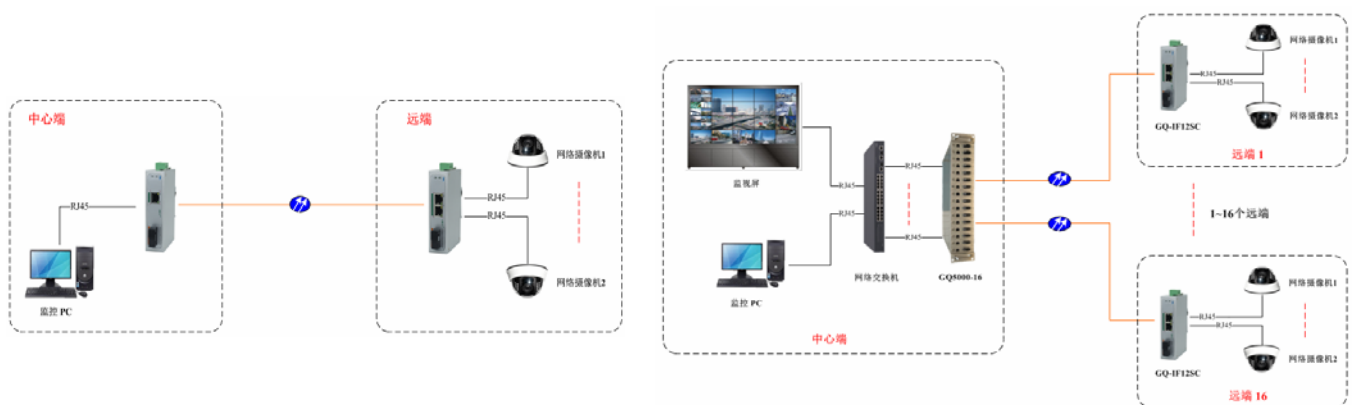 中心端
RJ45
监控 PC
远端
RJ45
RJ45
网络摄像机1
网络摄像机2
监视屏
RJ45
RJ45
监控 PC
网络交换机
RJ45
RJ45
GQ5000-16
中心端
RJ45
RJ45
网络摄像机1
网络摄像机2
GQ-IF12SC
远端 1
1~16个远端
RJ45
RJ45
网络摄像机1
网络摄像机2
GQ-IF12SC
远端 16